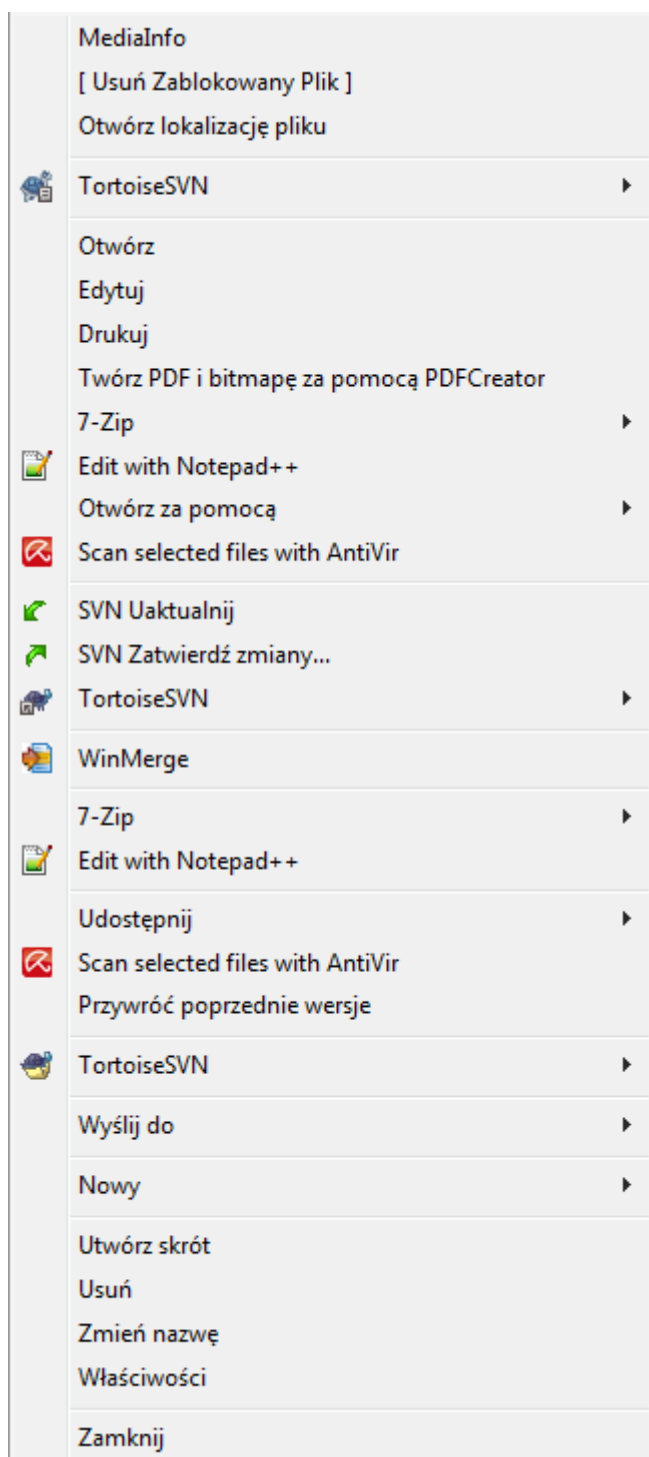 MediaInfo
[ Usuń Zablokowany Plik ]
Otwórz lokalizację pliku
TortoiseSVN
Otwórz
Edytuj
Drukuj
Twórz PDF i bitmapę za pomocą PDFCreator
7-Zip
Edit with Notepad++
Otwórz za pomocą
Scan selected files with AntiVir
SVN Uaktualnij
SVN Zatwierdź zmiany...
TortoiseSVN
WinMerge
7-Zip
Edit with Notepad++
Udostępnij
Scan selected files with AntiVir
Przywróć poprzednie wersje
TortoiseSVN
Wyślij do
Nowy
Utwórz skrót
Usuń
Zmień nazwę
Właściwości
Zamknij